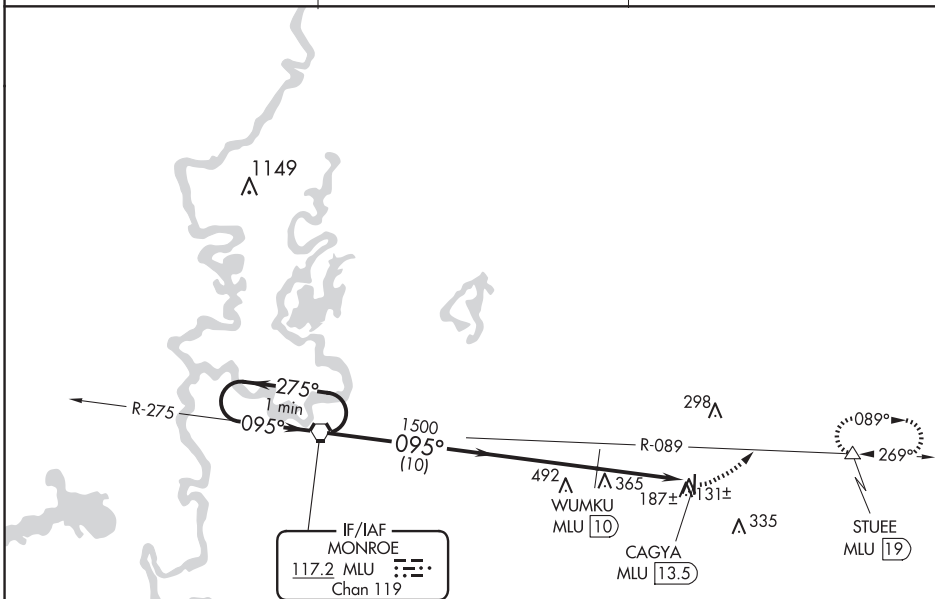 1149
275°
1 min
095°
R-275
1500
095°
(10)
R-089
298
089°
269°
492
365
187±
131±
335
WUMKU
MLU 10
CAGYA
MLU 13.5
STUEE
MLU 19
IF/IAF
MONROE
117.2 MLU
Chan 119